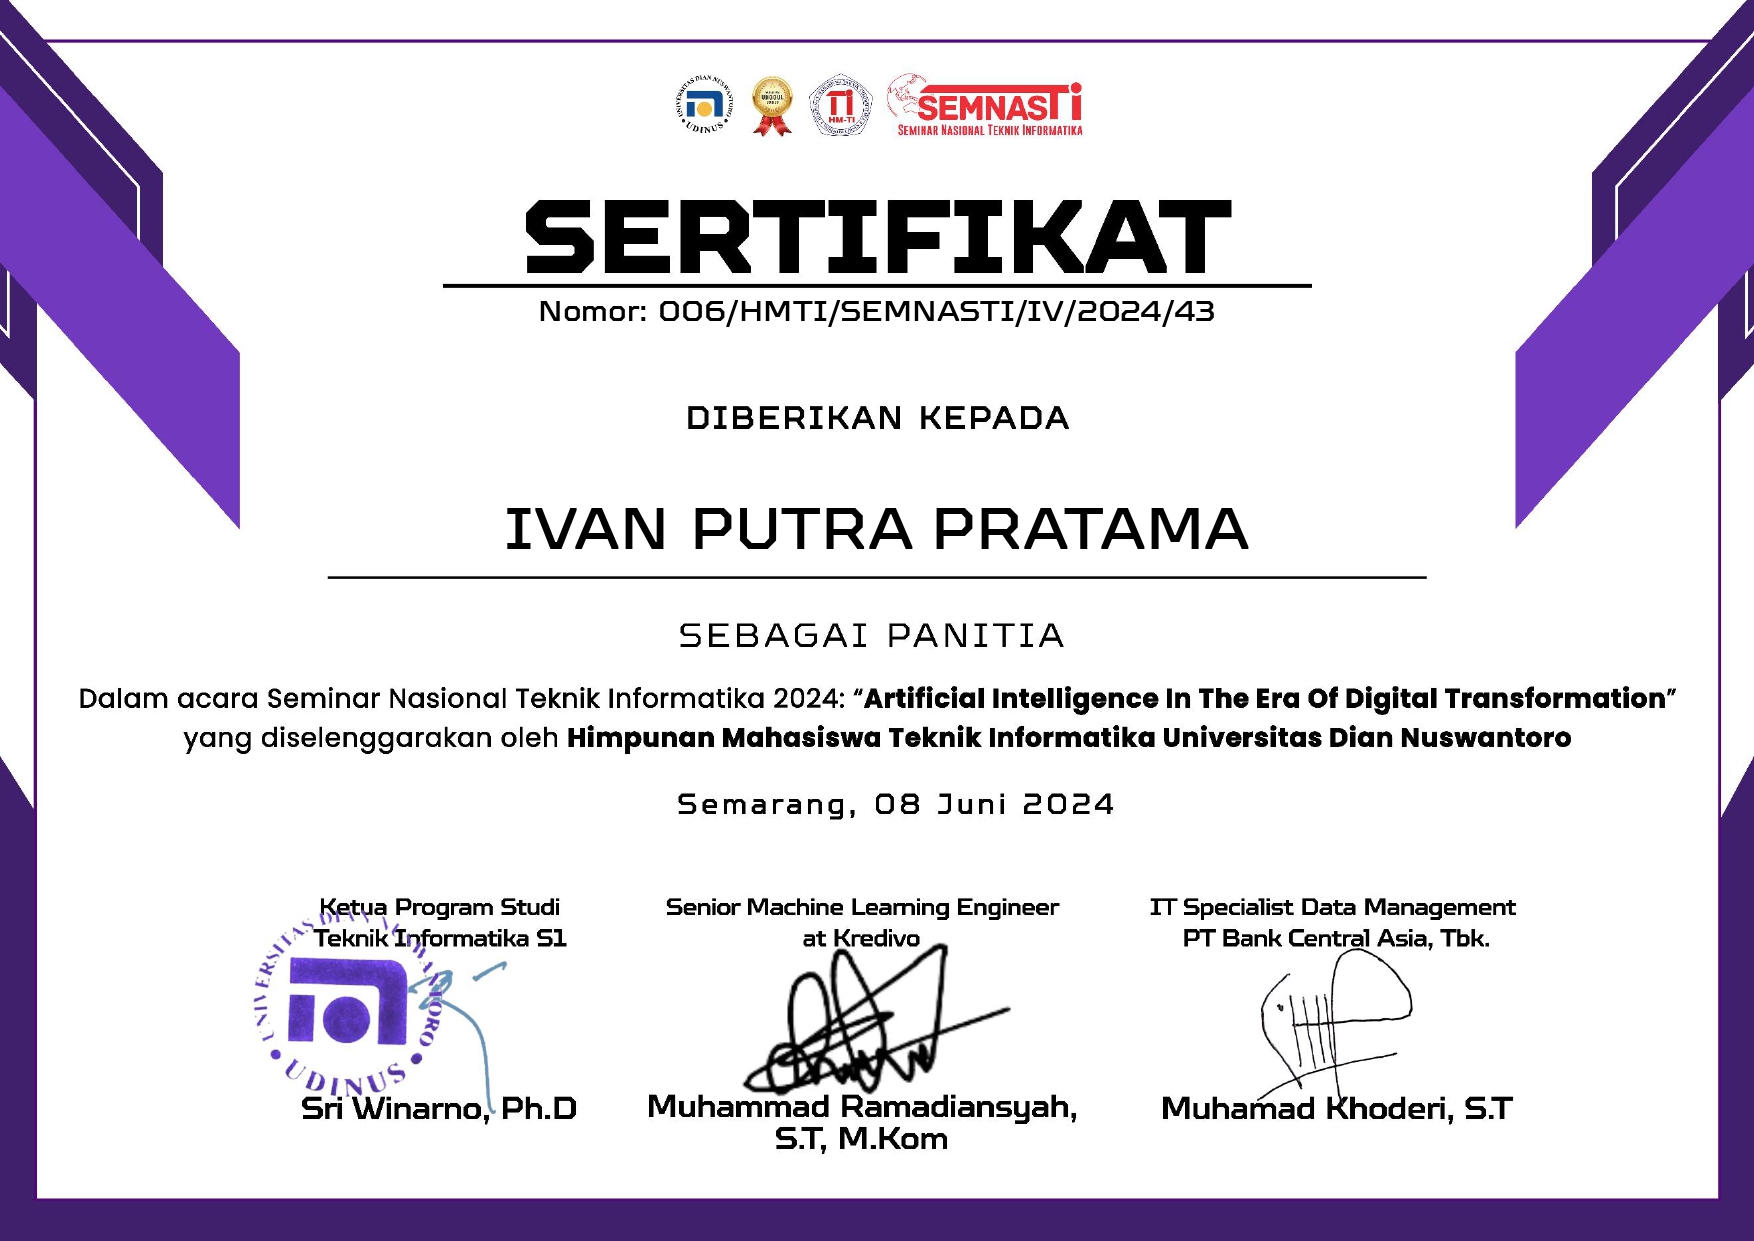 UNIVERSITAS DIAN NUSWANTORO
• UDINUS •
UNGGUL
TI
HM-TI
SEMNASTI
SEMINAR NASIONAL TEKNIK INFORMATIKA
SERTIFIKAT
Nomor: 006/HMTI/SEMNASTI/IV/2024/43
DIBERIKAN KEPADA
IVAN PUTRA PRATAMA
SEBAGAI PANITIA
Dalam acara Seminar Nasional Teknik Informatika 2024: “Artificial Intelligence In The Era Of Digital Transformation”
yang diselenggarakan oleh Himpunan Mahasiswa Teknik Informatika Universitas Dian Nuswantoro
Semarang, 08 Juni 2024
Ketua Program Studi
Teknik Informatika S1
UNIVERSITAS DIAN NUSWANTORO
• UDINUS •
Sri Winarno, Ph.D
Senior Machine Learning Engineer
at Kredivo
Muhammad Ramadiansyah,
S.T, M.Kom
IT Specialist Data Management
PT Bank Central Asia, Tbk.
Muhamad Khoderi, S.T